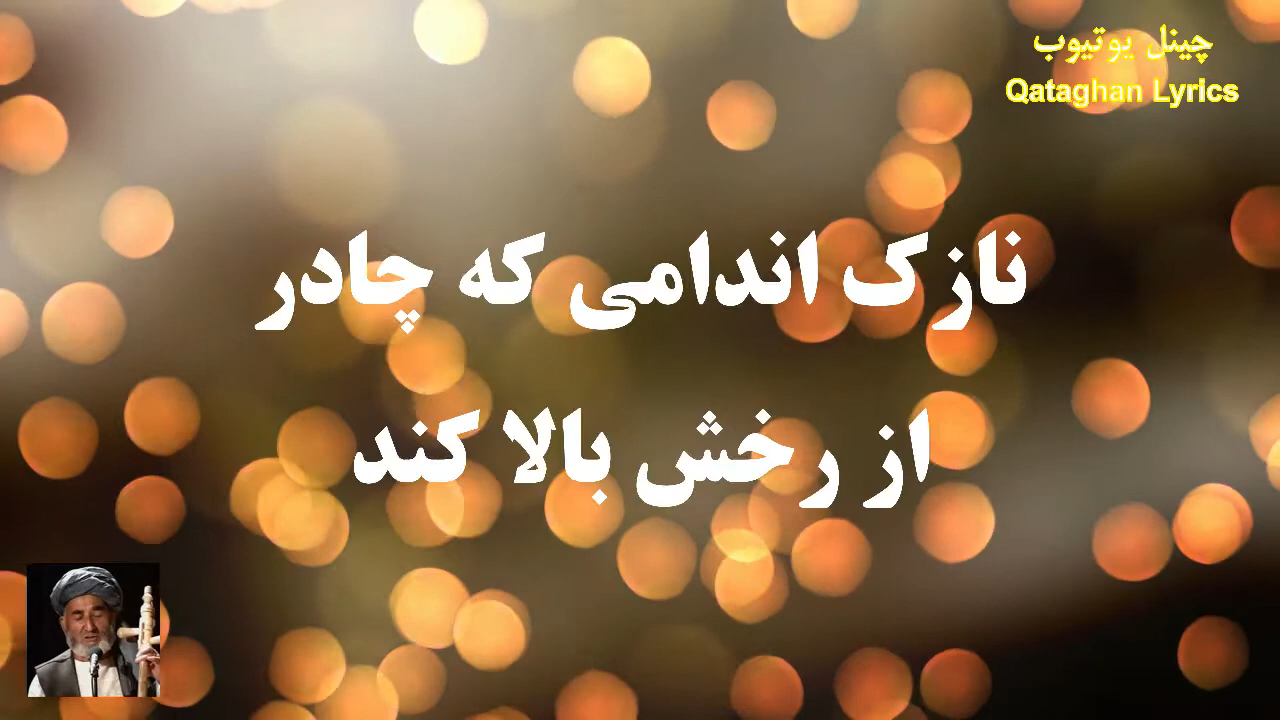 چینل یوتیوب
Qataghan Lyrics
نازک اندامی که چادر
از رخش بالا کند